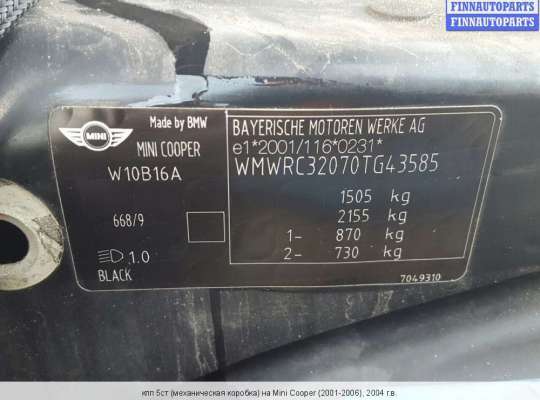 FINNAUTOPARTS
FINNAUTOPARTS
FINNAUTOPARTS
MINI
Made by BMW
MINI COOPER
W10B16A
668/9
1.0
BLACK
BAYERISCHE MOTOREN WERKE AG
e1*2001/116*0231*
WMWRC32070TG43585
1505 kg
2155 kg
1- 870 kg
2- 730 kg
7049310
кпп 5ст (механическая коробка) на Mini Cooper (2001-2006), 2004 г.в.